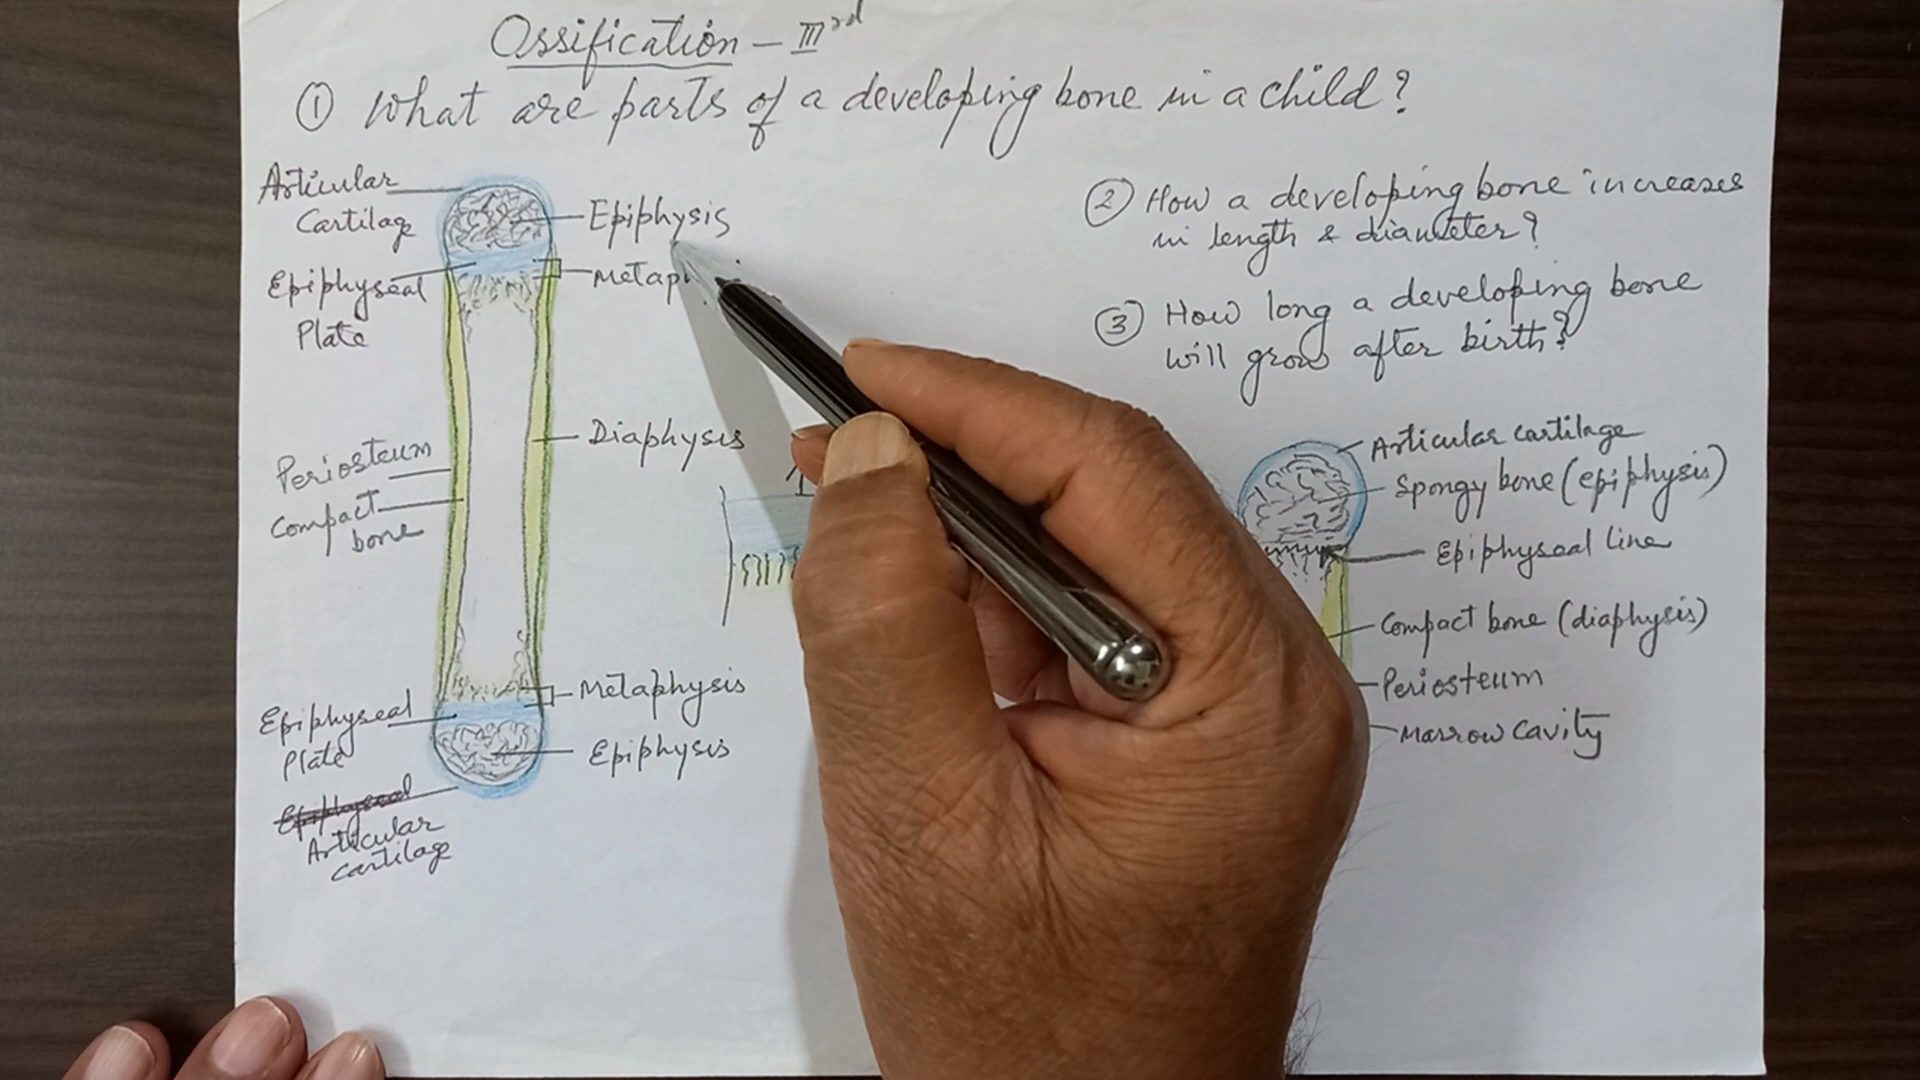 Ossification - IIIrd
① What are parts of a developing bone in a child?
Articular
Cartilage
Epiphyseal
Plate
Periosteum
Compact
bone
Epiphyseal
Plate
Epiphyseal
Articular
Cartilage
Epiphysis
Diaphysis
Metaphysis
Epiphysis
② How a developing bone increases
in length & diameter?
③ How long a developing bone
will grow after birth?
Articular cartilage
Spongy bone (epiphysis)
Epiphyseal line
Compact bone (diaphysis)
Periosteum
Marrow cavity